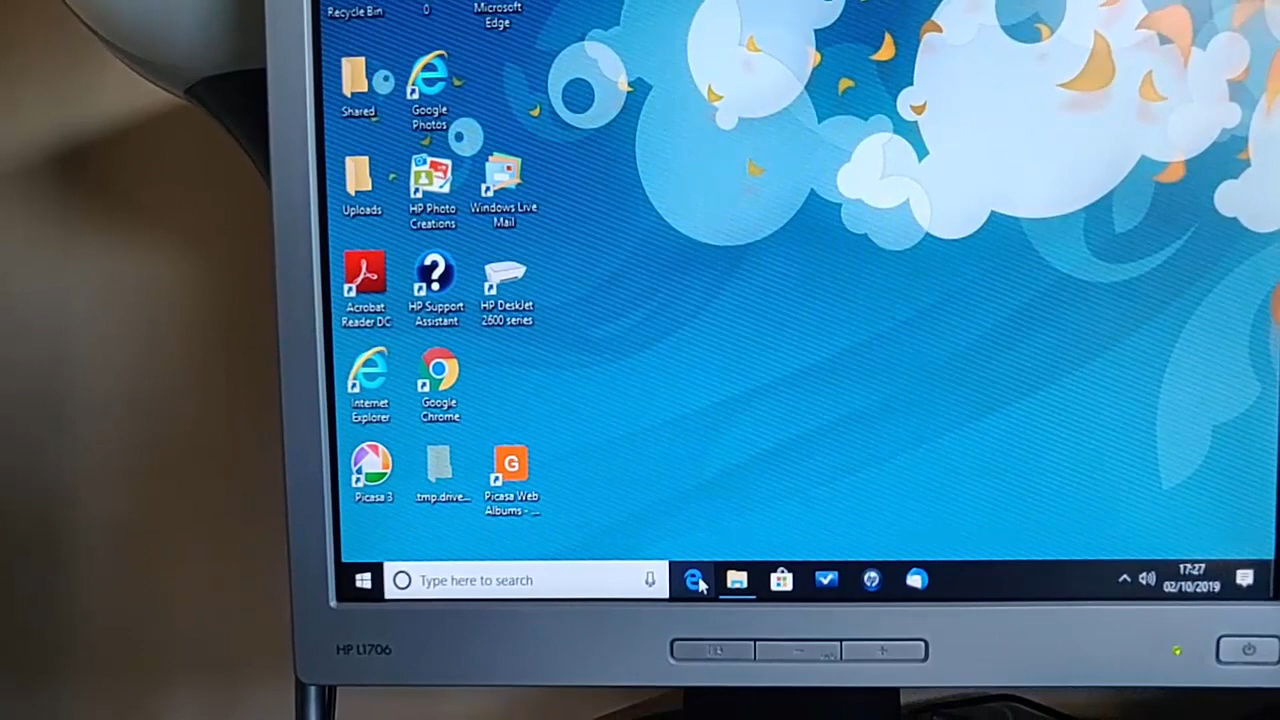 Recycle Bin
0
Microsoft
Edge
Shared
Google
Photos
Uploads
HP Photo
Creations
Windows Live
Mail
Acrobat
Reader DC
HP Support
Assistant
HP DeskJet
2600 series
Internet
Explorer
Google
Chrome
Picasa 3
.tmp.drive...
G
Picasa Web
Albums - ...
Type here to search
17:27
02/10/2019
HP L1706